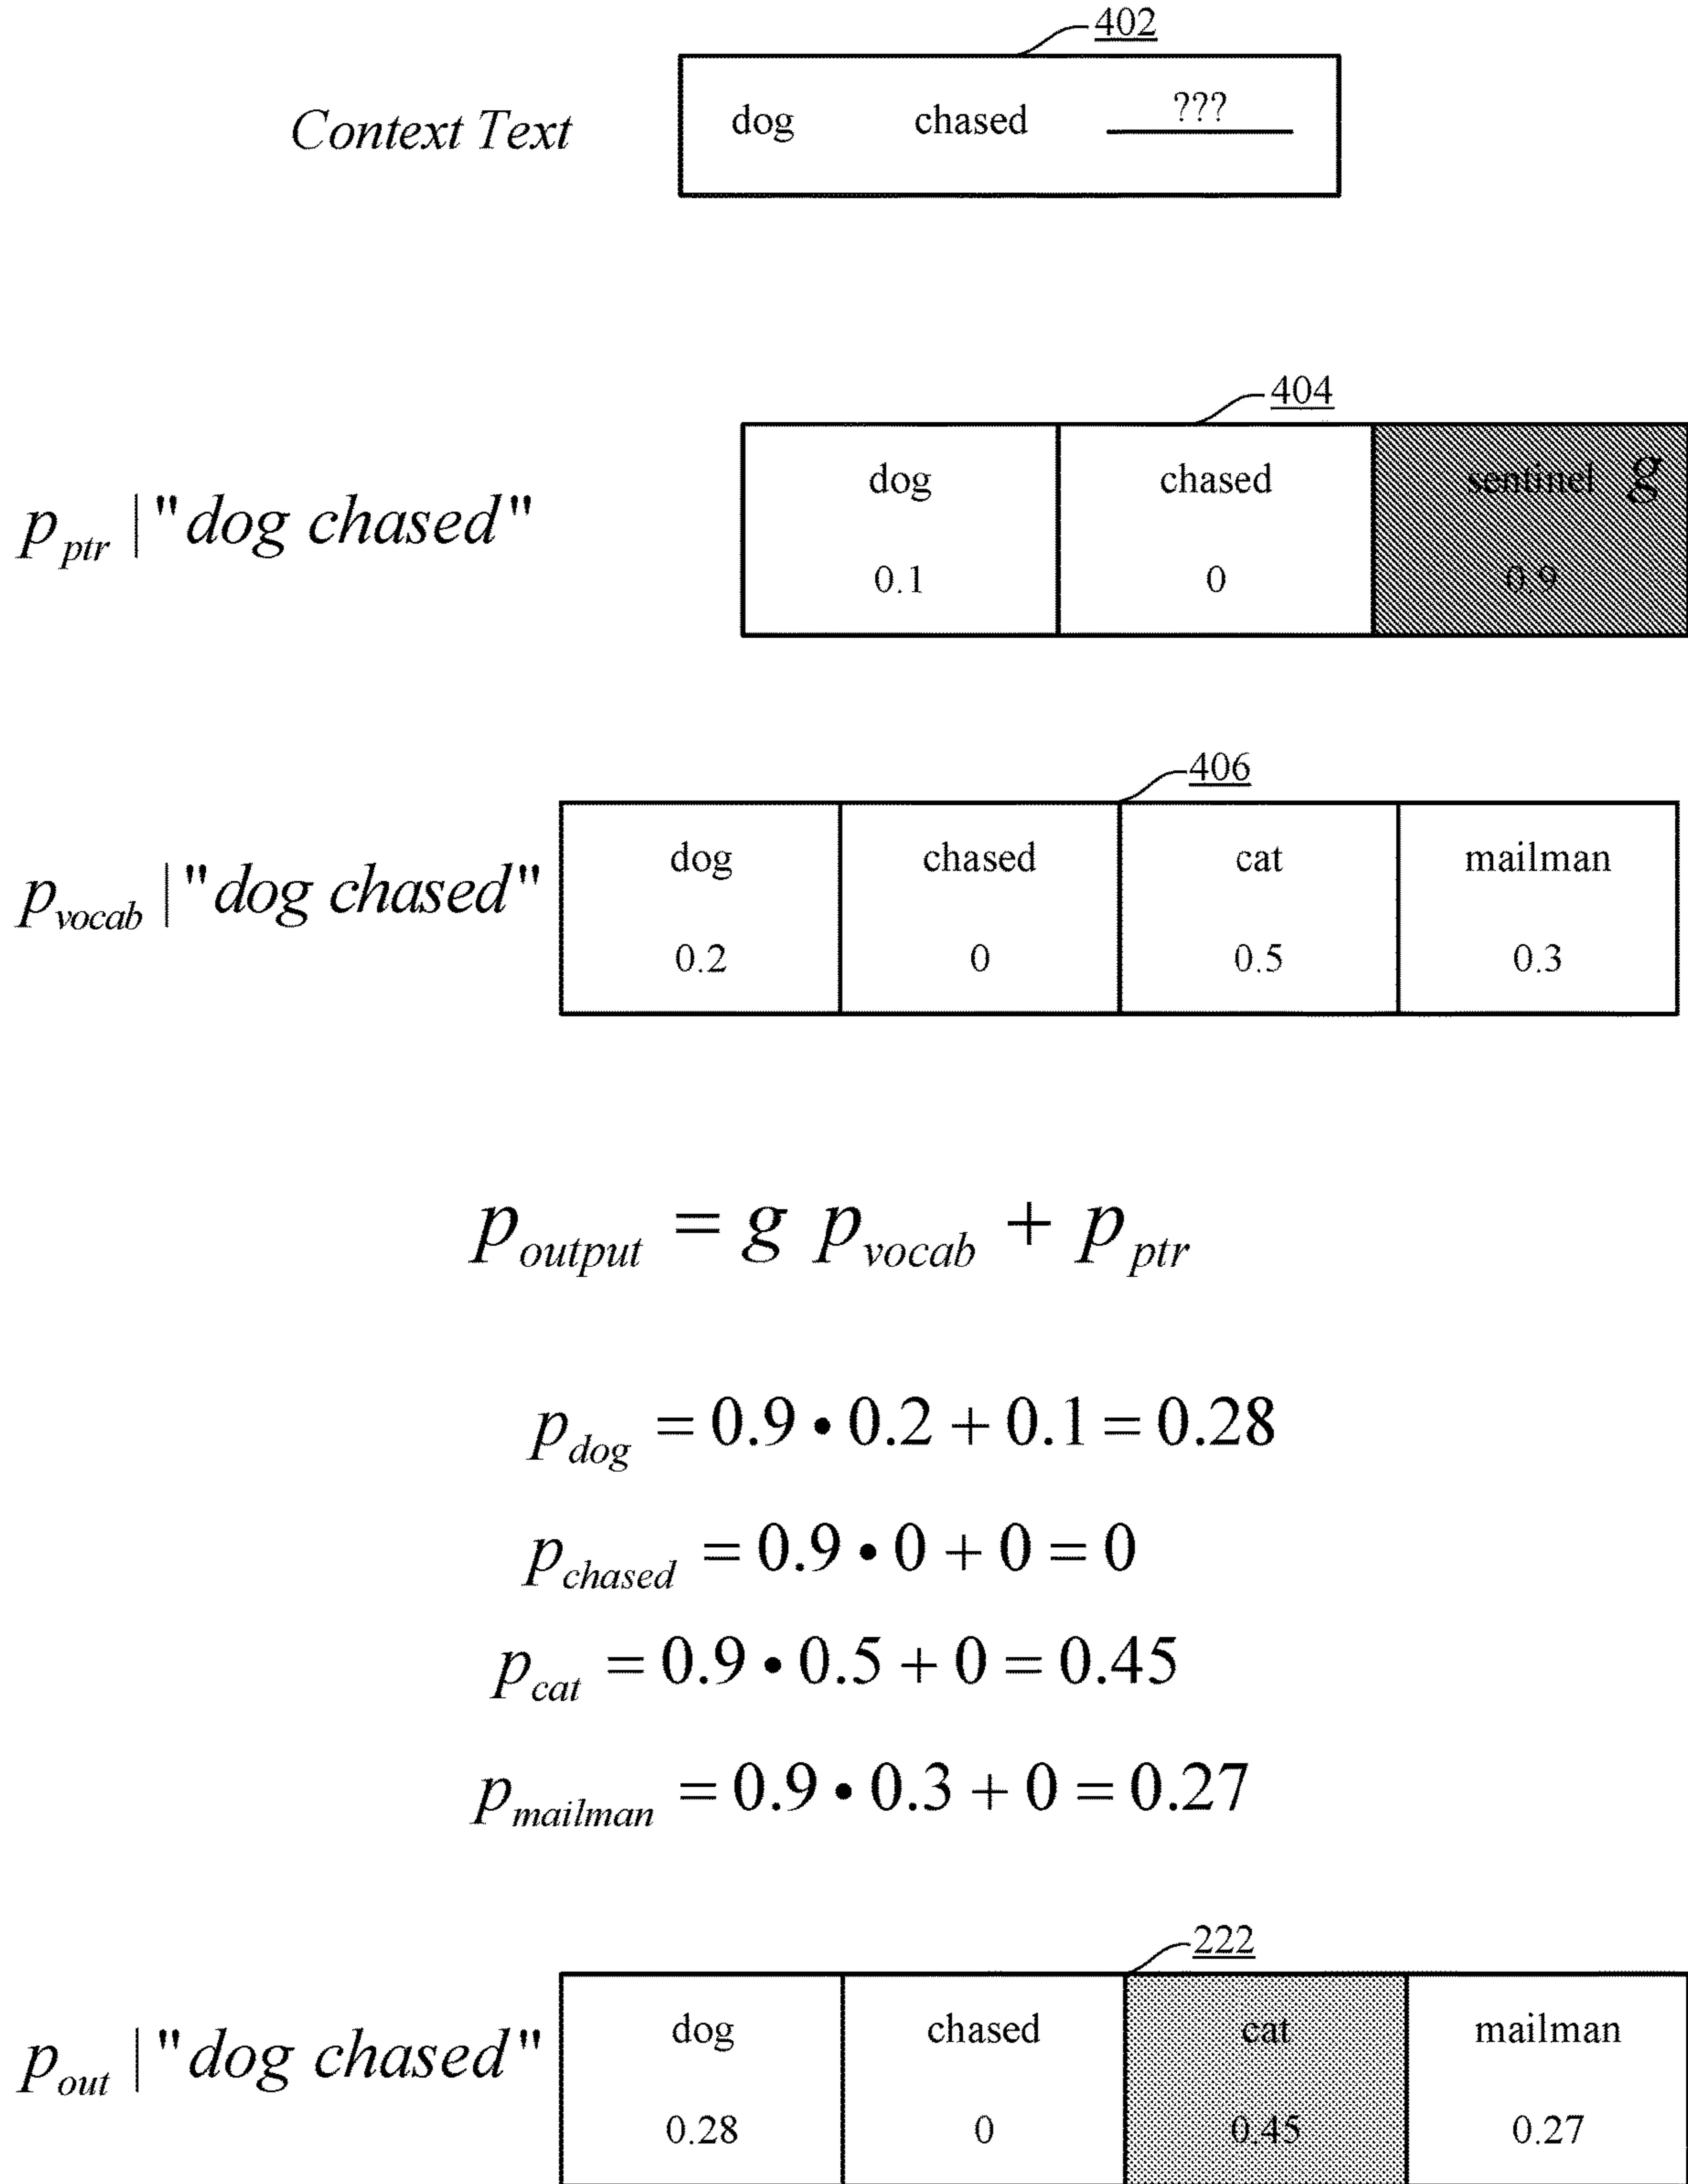 402
Context Text
dog chased ???
404
p_ptr | "dog chased"
dog chased sentinel g
0.1 0 0.9
406
p_vocab | "dog chased"
dog chased cat mailman
0.2 0 0.5 0.3
p_output = g p_vocab + p_ptr
p_dog = 0.9 • 0.2 + 0.1 = 0.28
p_chased = 0.9 • 0 + 0 = 0
p_cat = 0.9 • 0.5 + 0 = 0.45
p_mailman = 0.9 • 0.3 + 0 = 0.27
222
p_out | "dog chased"
dog chased cat mailman
0.28 0 0.45 0.27